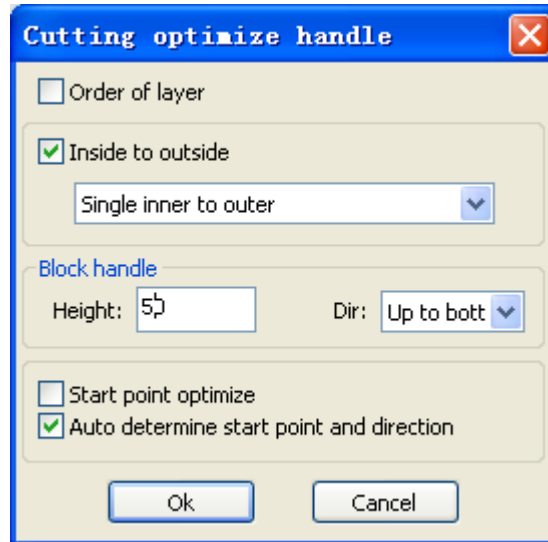 Cutting optimize handle
Order of layer
Inside to outside
Single inner to outer
Block handle
Height: Dir: Up to bott
Start point optimize
Auto determine start point and direction
Ok Cancel